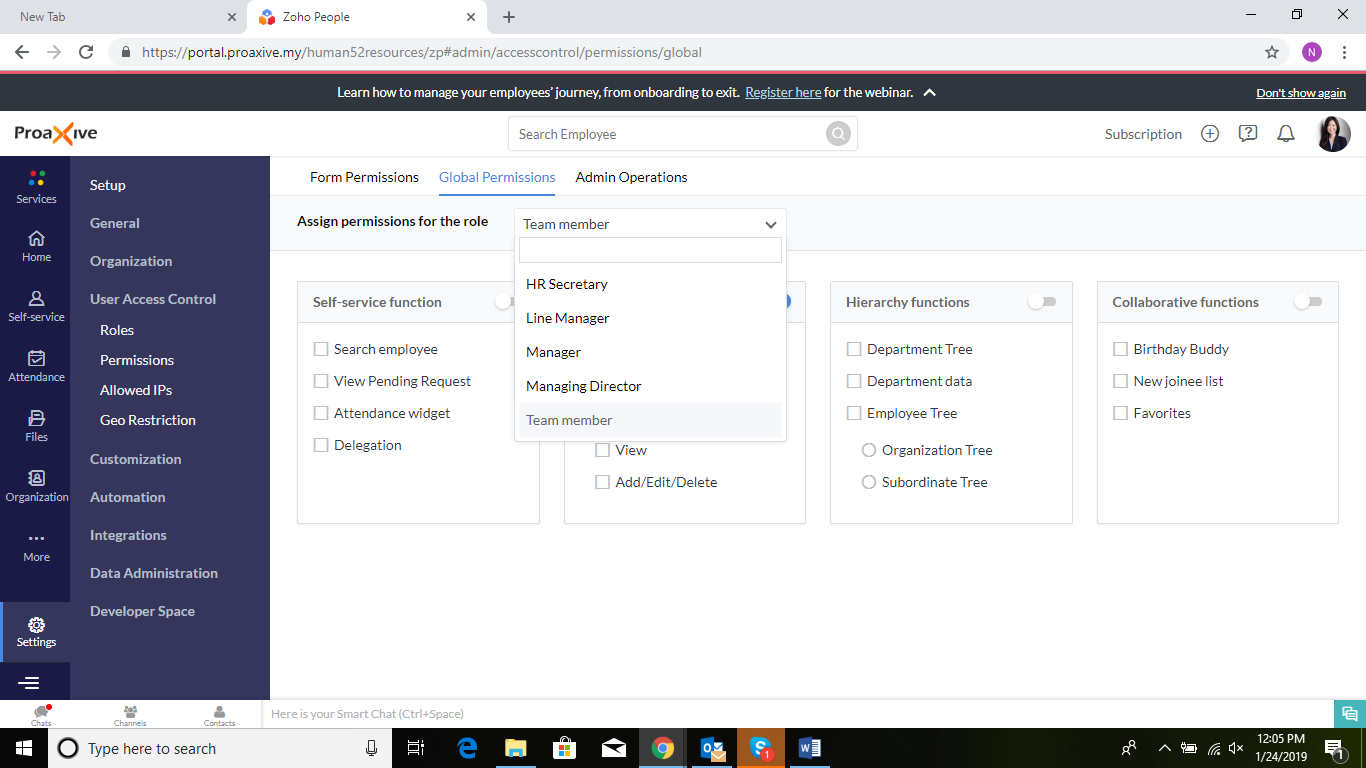 New Tab
Zoho People
https://portal.proaxive.my/human52resources/zp#admin/accesscontrol/permissions/global
N
Learn how to manage your employees' journey, from onboarding to exit. Register here for the webinar.
Don't show again
ProaXive
Search Employee
Subscription
Services
Home
Self-service
Attendance
Files
Organization
More
Settings
Setup
General
Organization
User Access Control
Roles
Permissions
Allowed IPs
Geo Restriction
Customization
Automation
Integrations
Data Administration
Developer Space
Form Permissions
Global Permissions
Admin Operations
Assign permissions for the role
Team member
HR Secretary
Line Manager
Manager
Managing Director
Team member
Self-service function
Search employee
View Pending Request
Attendance widget
Delegation
View
Add/Edit/Delete
Hierarchy functions
Department Tree
Department data
Employee Tree
Organization Tree
Subordinate Tree
Collaborative functions
Birthday Buddy
New joinee list
Favorites
Chats
Channels
Contacts
Here is your Smart Chat (Ctrl+Space)
Type here to search
1
12:05 PM
1/24/2019
1